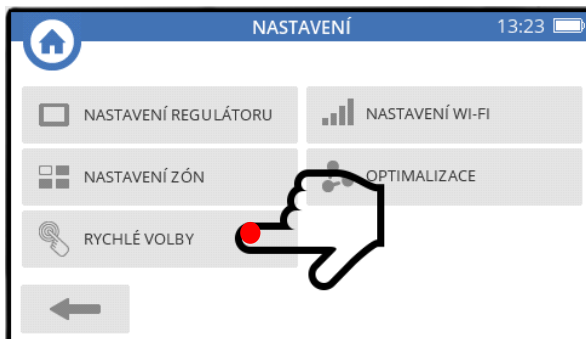 NASTAVENÍ 13:23
NASTAVENÍ REGULÁTORU NASTAVENÍ WI-FI
NASTAVENÍ ZÓN OPTIMALIZACE
RYCHLÉ VOLBY